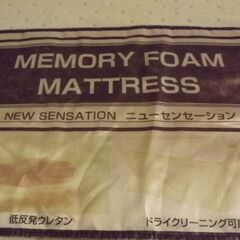 MEMORY FOAM
MATTRESS
NEW SENSATION ニューセンセーション
低反発ウレタン
ドライクリーニング可能